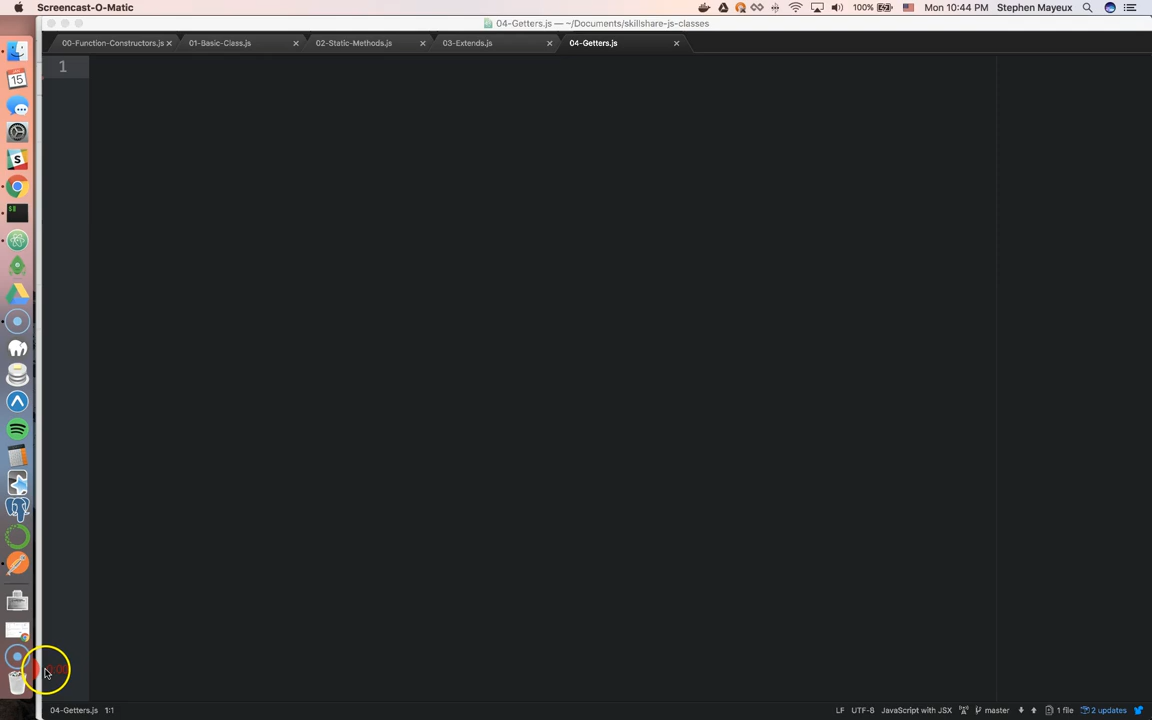 Screencast-O-Matic 100% Mon 10:44 PM Stephen Mayeux
04-Getters.js — ~/Documents/skillshare-js-classes
00-Function-Constructors.js 01-Basic-Class.js 02-Static-Methods.js 03-Extends.js 04-Getters.js
15
1
$$
04-Getters.js 1:1 LF UTF-8 JavaScript with JSX master 1 file 2 updates